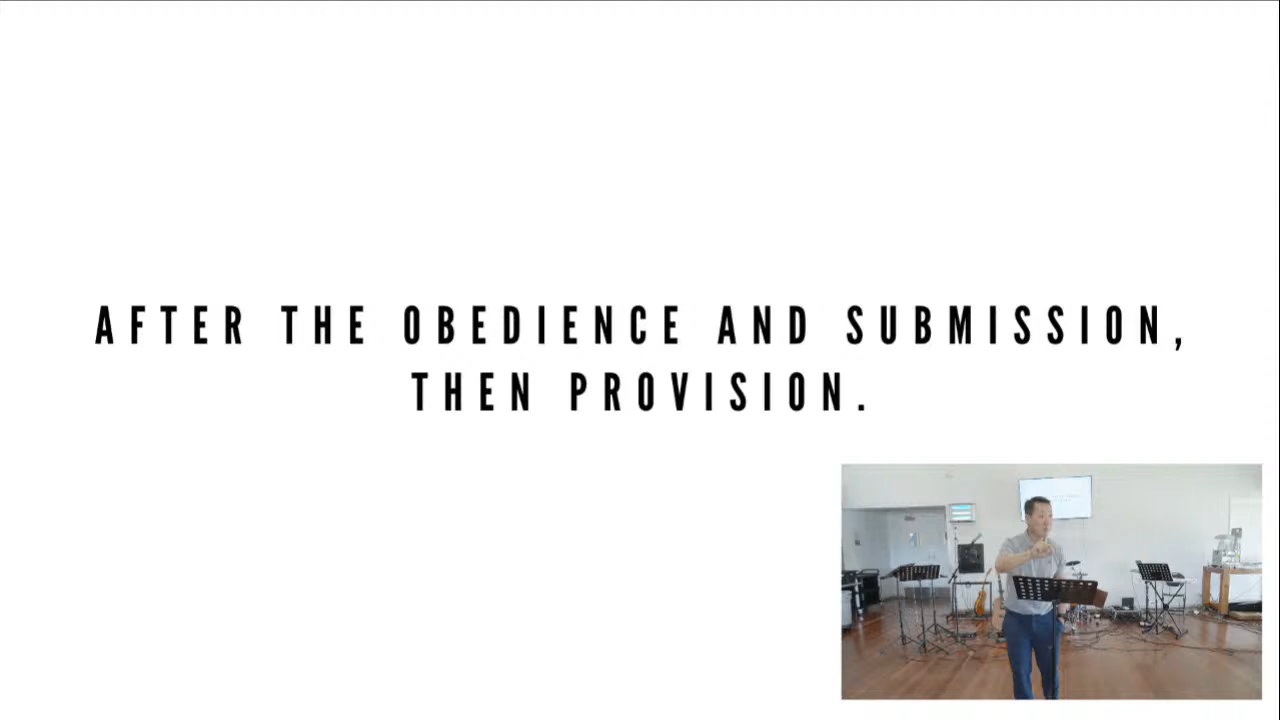 AFTER THE OBEDIENCE AND SUBMISSION,
THEN PROVISION.